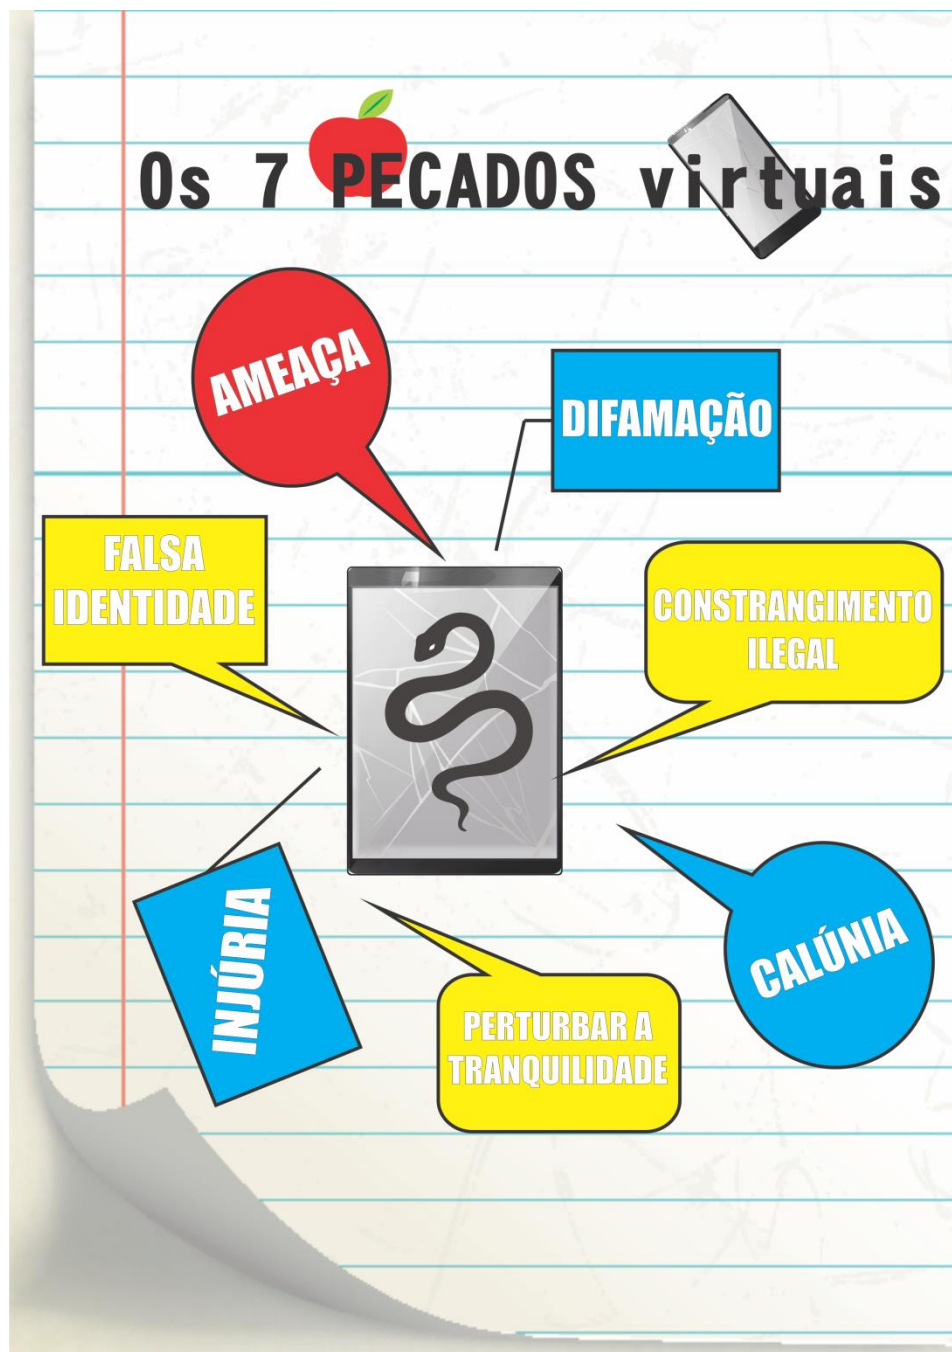 Os 7 PECADOS virtuais
AMEAÇA
DIFAMAÇÃO
FALSA
IDENTIDADE
CONSTRANGIMENTO
ILEGAL
INJÚRIA
CALÚNIA
PERTURBAR A
TRANQUILIDADE